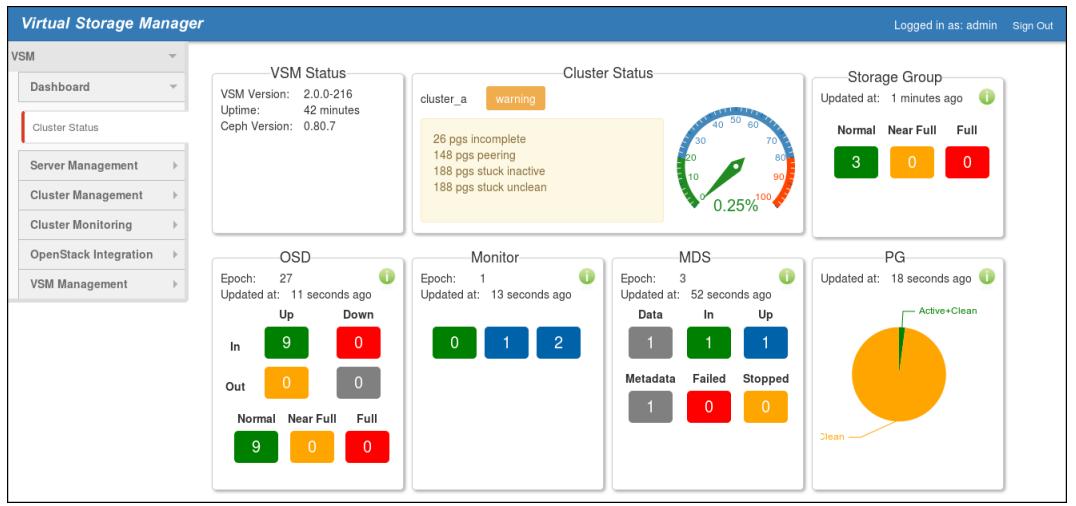 Virtual Storage Manager
Logged in as: admin Sign Out
VSM
Dashboard
Cluster Status
Server Management
Cluster Management
Cluster Monitoring
OpenStack Integration
VSM Management
VSM Status
VSM Version: 2.0.0-216
Uptime: 42 minutes
Ceph Version: 0.80.7
Cluster Status
cluster_a warning
26 pgs incomplete
148 pgs peering
188 pgs stuck inactive
188 pgs stuck unclean
0 10 20 30 40 50 60 70 80 90 100
0.25%
Storage Group
Updated at: 1 minutes ago
Normal Near Full Full
3 0 0
OSD
Epoch: 27
Updated at: 11 seconds ago
Up Down
In 9 0
Out 0 0
Normal Near Full Full
9 0 0
Monitor
Epoch: 1
Updated at: 13 seconds ago
0 1 2
MDS
Epoch: 3
Updated at: 52 seconds ago
Data In Up
1 1 1
Metadata Failed Stopped
1 0 0
PG
Updated at: 18 seconds ago
Active+Clean
Clean